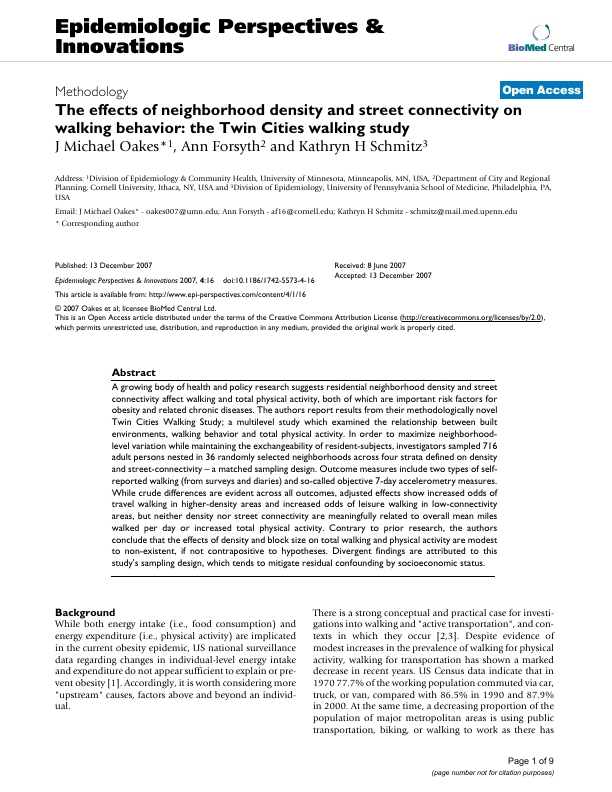 Epidemiologic Perspectives &
Innovations
BioMed Central
Methodology
Open Access
The effects of neighborhood density and street connectivity on
walking behavior: the Twin Cities walking study
J Michael Oakes*1, Ann Forsyth2 and Kathryn H Schmitz3
Address: 1Division of Epidemiology & Community Health, University of Minnesota, Minneapolis, MN, USA, 2Department of City and Regional
Planning, Cornell University, Ithaca, NY, USA and 3Division of Epidemiology, University of Pennsylvania School of Medicine, Philadelphia, PA,
USA
Email: J Michael Oakes* - oakes007@umn.edu; Ann Forsyth - af16@cornell.edu; Kathryn H Schmitz - schmitz@mail.med.upenn.edu
* Corresponding author
Published: 13 December 2007
Epidemiologic Perspectives & Innovations 2007, 4:16 doi:10.1186/1742-5573-4-16
Received: 8 June 2007
Accepted: 13 December 2007
This article is available from: http://www.epi-perspectives.com/content/4/1/16
© 2007 Oakes et al; licensee BioMed Central Ltd.
This is an Open Access article distributed under the terms of the Creative Commons Attribution License (http://creativecommons.org/licenses/by/2.0),
which permits unrestricted use, distribution, and reproduction in any medium, provided the original work is properly cited.
Abstract
A growing body of health and policy research suggests residential neighborhood density and street
connectivity affect walking and total physical activity, both of which are important risk factors for
obesity and related chronic diseases. The authors report results from their methodologically novel
Twin Cities Walking Study; a multilevel study which examined the relationship between built
environments, walking behavior and total physical activity. In order to maximize neighborhood-
level variation while maintaining the exchangeability of resident-subjects, investigators sampled 716
adult persons nested in 36 randomly selected neighborhoods across four strata defined on density
and street-connectivity – a matched sampling design. Outcome measures include two types of self-
reported walking (from surveys and diaries) and so-called objective 7-day accelerometry measures.
While crude differences are evident across all outcomes, adjusted effects show increased odds of
travel walking in higher-density areas and increased odds of leisure walking in low-connectivity
areas, but neither density nor street connectivity are meaningfully related to overall mean miles
walked per day or increased total physical activity. Contrary to prior research, the authors
conclude that the effects of density and block size on total walking and physical activity are modest
to non-existent, if not contrapositive to hypotheses. Divergent findings are attributed to this
study's sampling design, which tends to mitigate residual confounding by socioeconomic status.
Background
While both energy intake (i.e., food consumption) and
energy expenditure (i.e., physical activity) are implicated
in the current obesity epidemic, US national surveillance
data regarding changes in individual-level energy intake
and expenditure do not appear sufficient to explain or pre-
vent obesity [1]. Accordingly, it is worth considering more
"upstream" causes, factors above and beyond an individ-
ual.
There is a strong conceptual and practical case for investi-
gations into walking and "active transportation", and con-
texts in which they occur [2,3]. Despite evidence of
modest increases in the prevalence of walking for physical
activity, walking for transportation has shown a marked
decrease in recent years. US Census data indicate that in
1970 77.7% of the working population commuted via car,
truck, or van, compared with 86.5% in 1990 and 87.9%
in 2000. At the same time, a decreasing proportion of the
population of major metropolitan areas is using public
transportation, biking, or walking to work as there has
Page 1 of 9
(page number not for citation purposes)